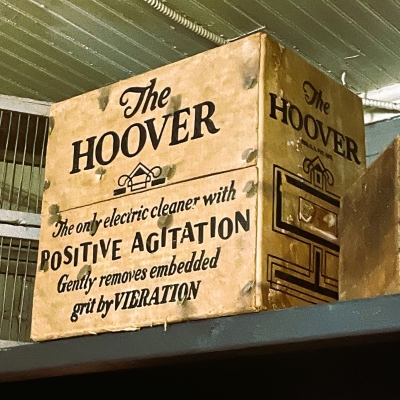 The
HOOVER
The only electric cleaner with
POSITIVE AGITATION
Gently removes embedded
grit by VIBRATION
The
HOOVER